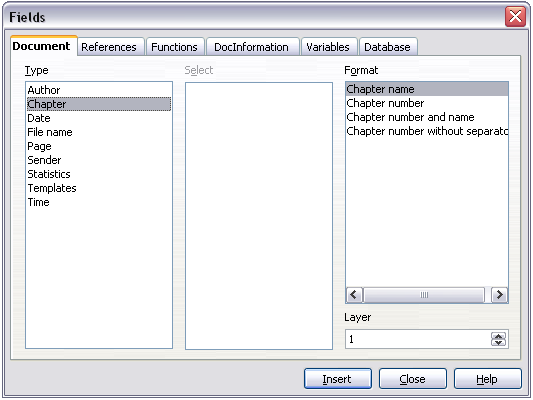 Fields
Document References Functions DocInformation Variables Database
Type Select Format
Author
Chapter
Date
File name
Page
Sender
Statistics
Templates
Time
Chapter name
Chapter number
Chapter number and name
Chapter number without separato
Layer
1
Insert Close Help